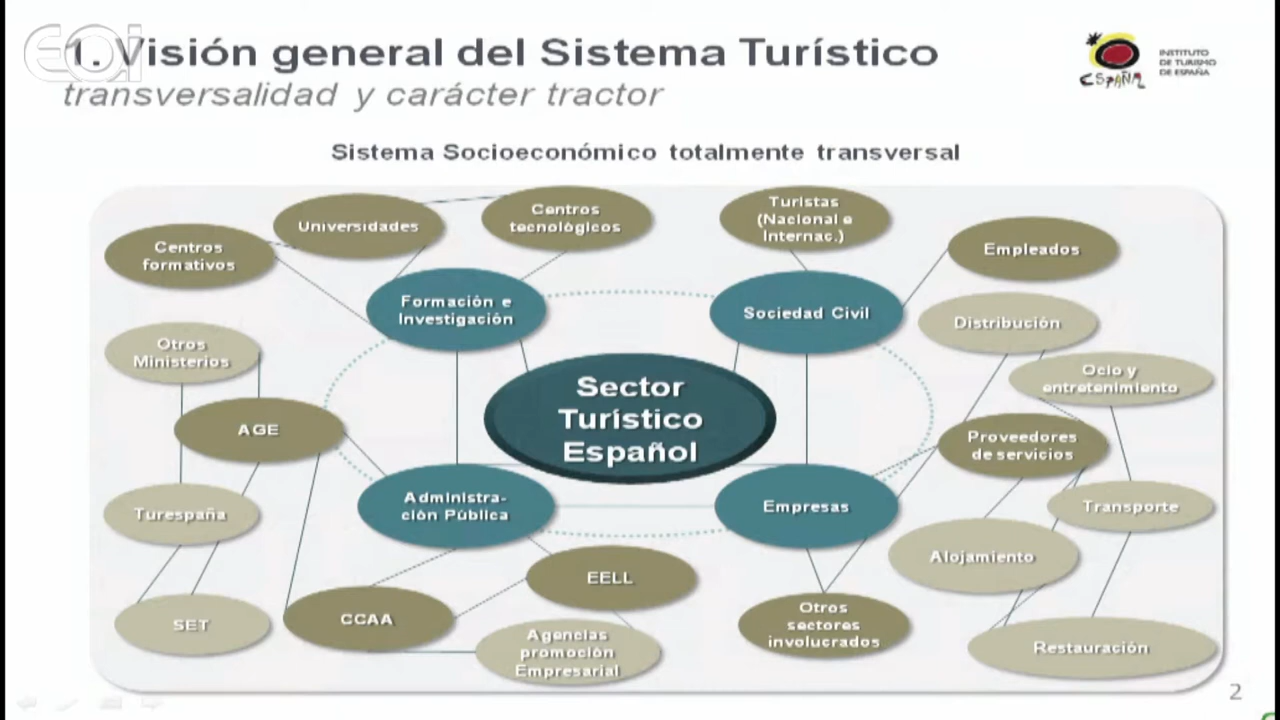 EOi
1. Visión general del Sistema Turístico
transversalidad y carácter tractor
ESPAÑA
INSTITUTO
DE TURISMO
DE ESPAÑA
Sistema Socioeconómico totalmente transversal
Centros
formativos
Universidades
Centros
tecnológicos
Turistas
(Nacional e
Internac.)
Empleados
Formación e
Investigación
Sociedad Civil
Distribución
Otros
Ministerios
Ocio y
entretenimiento
Sector
Turístico
Español
AGE
Proveedores
de servicios
Turespaña
Administra-
ción Pública
Empresas
Transporte
Alojamiento
EELL
SET
CCAA
Agencias
promoción
Empresarial
Otros
sectores
involucrados
Restauración
2